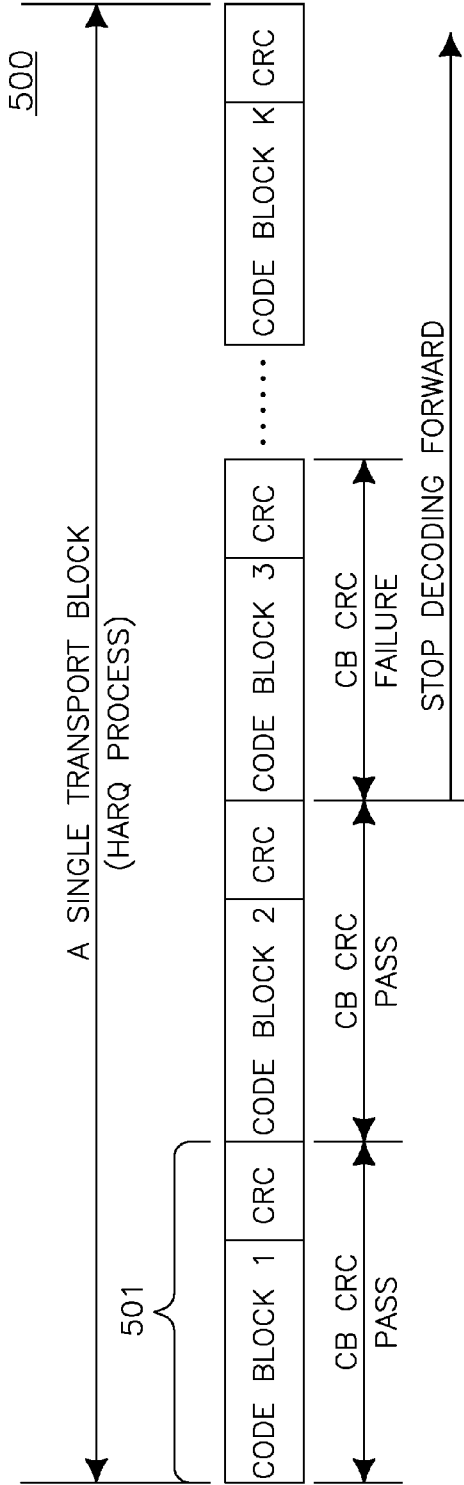 500
A SINGLE TRANSPORT BLOCK
(HARQ PROCESS)
501
CODE BLOCK 1 CRC CODE BLOCK 2 CRC CODE BLOCK 3 CRC ...... CODE BLOCK K CRC
CB CRC
PASS
CB CRC
PASS
CB CRC
FAILURE
STOP DECODING FORWARD